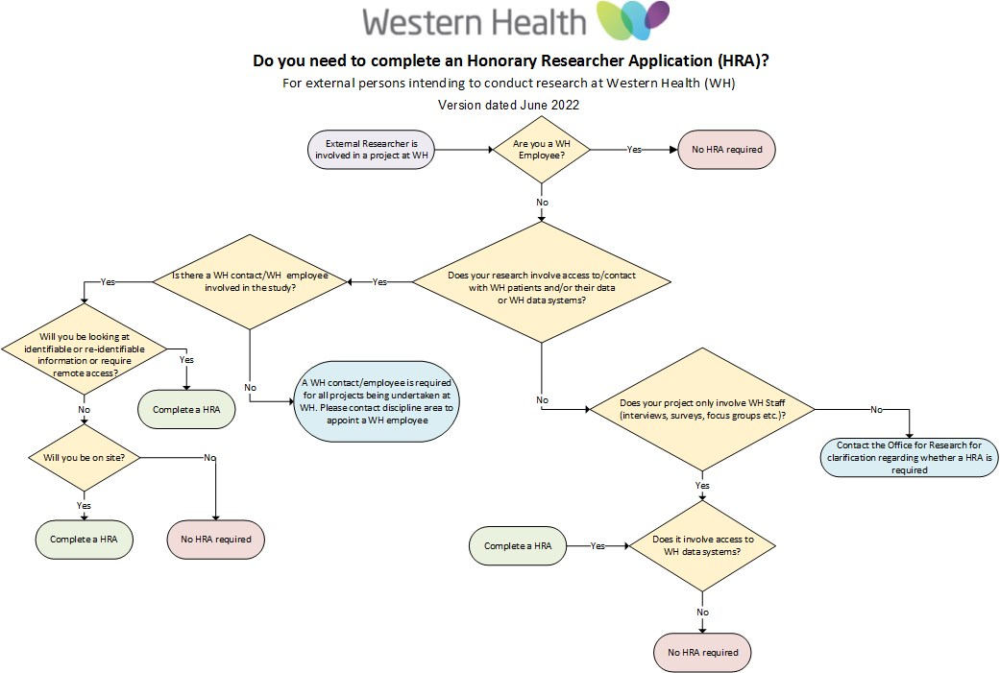 Western Health
Do you need to complete an Honorary Researcher Application (HRA)?
For external persons intending to conduct research at Western Health (WH)
Version dated June 2022
External Researcher is
involved in a project at WH
Are you a WH
Employee?
Yes
No HRA required
No
Does your research involve access to/contact
with WH patients and/or their data
or WH data systems?
Yes
Is there a WH contact/WH employee
involved in the study?
Yes
Will you be looking at
identifiable or re-identifiable
information or require
remote access?
Yes
Complete a HRA
No
A WH contact/employee is required
for all projects being undertaken at
WH. Please contact discipline area to
appoint a WH employee
No
Will you be on site?
No
Yes
Complete a HRA
No HRA required
No
Does your project only involve WH Staff
(interviews, surveys, focus groups etc.)?
No
Contact the Office for Research for
clarification regarding whether a HRA is
required
Yes
Does it involve access to
WH data systems?
Yes
Complete a HRA
No
No HRA required